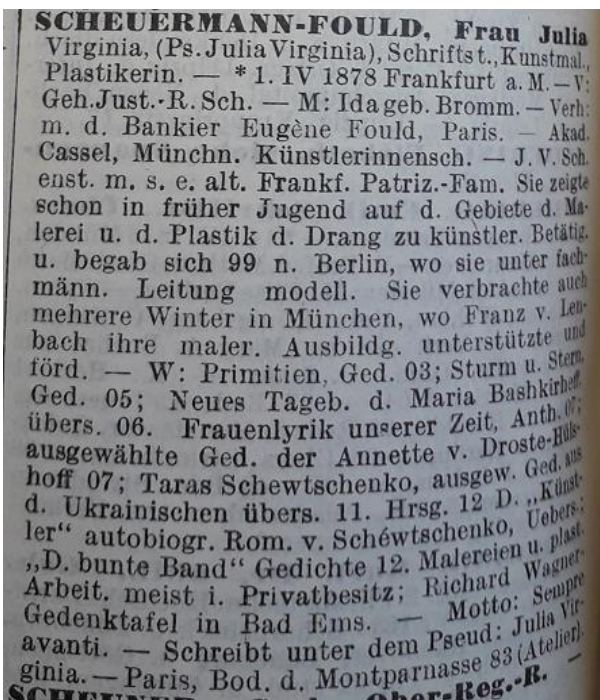 SCHEUERMANN-FOULD, Frau Julia
Virginia, (Ps. Julia Virginia), Schriftst., Kunstmal.,
Plastikerin. — * 1. IV 1878 Frankfurt a. M. — V:
Geh. Just.-R. Sch. — M: Ida geb. Bromm. — Verh:
m. d. Bankier Eugène Fould, Paris. — Akad.
Cassel, Münchn. Künstlerinnensch. — J. V. Sch.
enst. m. s. e. alt. Frankf. Patriz.-Fam. Sie zeigte
schon in früher Jugend auf d. Gebiete d. Ma-
lerei u. d. Plastik d. Drang zu künstler. Betätig.
u. begab sich 99 n. Berlin, wo sie unter fach-
männ. Leitung modell. Sie verbrachte auch
mehrere Winter in München, wo Franz v. Len-
bach ihre maler. Ausbildg. unterstützte und
förd. — W: Primitien, Ged. 03; Sturm u. Stern,
Ged. 05; Neues Tageb. d. Maria Bashkirtseff,
übers. 06. Frauenlyrik unserer Zeit, Anth. 07;
ausgewählte Ged. der Annette v. Droste-Hüls-
hoff 07; Taras Schewtschenko, ausgew. Ged. aus
d. Ukrainischen übers. 11. Hrsg. 12 D. „Künst-
ler“ autobiogr. Rom. v. Schéwtschenko, Uebers.;
„D. bunte Band“ Gedichte 12. Malereien u. plast.
Arbeit. meist i. Privatbesitz; Richard Wagner-
Gedenktafel in Bad Ems. — Motto: Sempre
avanti. — Schreibt unter dem Pseud: Julia Vir-
ginia. — Paris, Bod. d. Montparnasse 83 (Atelier). —
Ober-Reg.-R.